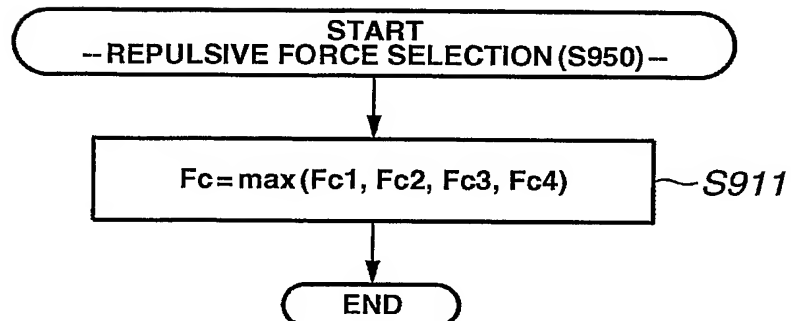 START
–REPULSIVE FORCE SELECTION (S950)–
Fc=max(Fc1, Fc2, Fc3, Fc4)
S911
END